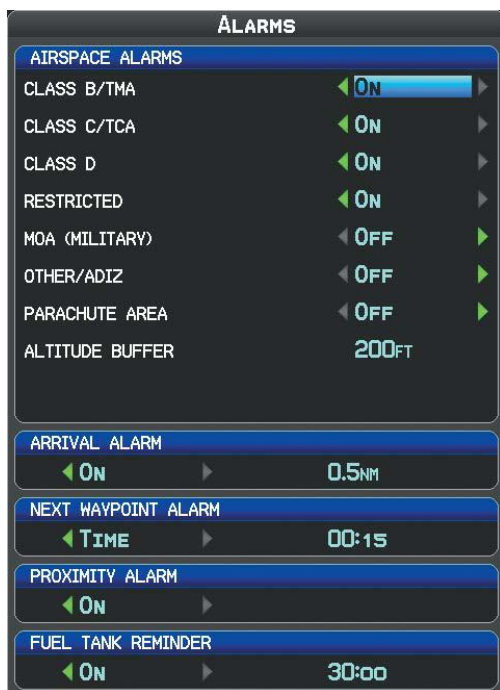 ALARMS
AIRSPACE ALARMS
CLASS B/TMA ON
CLASS C/TCA ON
CLASS D ON
RESTRICTED ON
MOA (MILITARY) OFF
OTHER/ADIZ OFF
PARACHUTE AREA OFF
ALTITUDE BUFFER 200FT
ARRIVAL ALARM
ON 0.5NM
NEXT WAYPOINT ALARM
TIME 00:15
PROXIMITY ALARM
ON
FUEL TANK REMINDER
ON 30:00